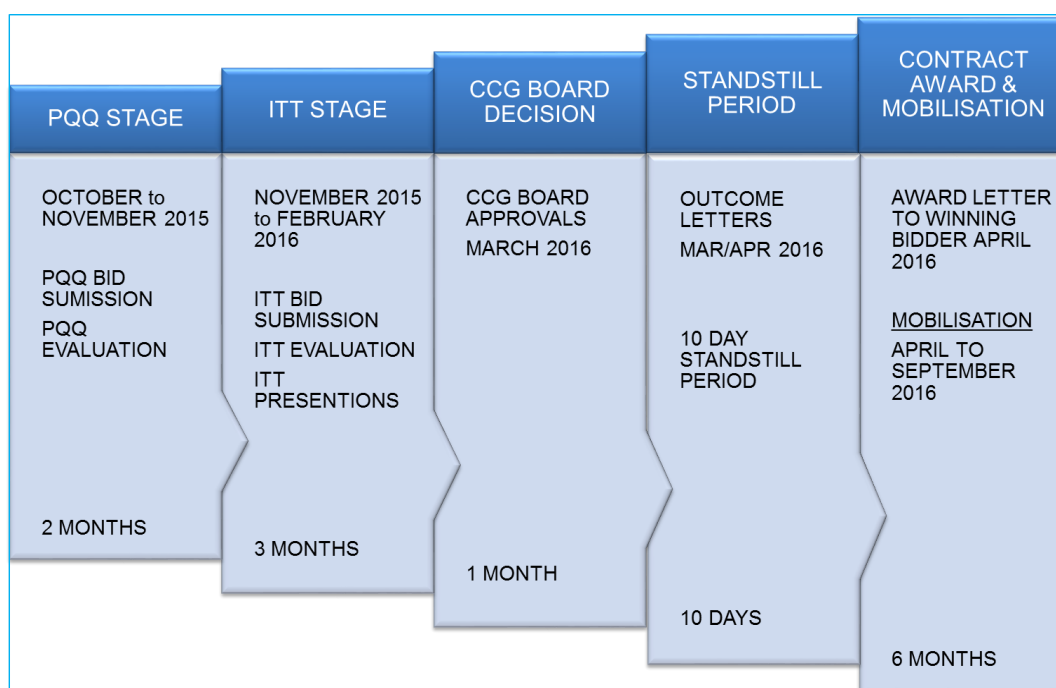 PQQ STAGE
OCTOBER to
NOVEMBER 2015
PQQ BID
SUMISSION
PQQ
EVALUATION
2 MONTHS
ITT STAGE
NOVEMBER 2015
to FEBRUARY
2016
ITT BID
SUBMISSION
ITT EVALUATION
ITT
PRESENTIONS
3 MONTHS
CCG BOARD
DECISION
CCG BOARD
APPROVALS
MARCH 2016
1 MONTH
STANDSTILL
PERIOD
OUTCOME
LETTERS
MAR/APR 2016
10 DAY
STANDSTILL
PERIOD
10 DAYS
CONTRACT
AWARD &
MOBILISATION
AWARD LETTER
TO WINNING
BIDDER APRIL
2016
MOBILISATION
APRIL TO
SEPTEMBER
2016
6 MONTHS